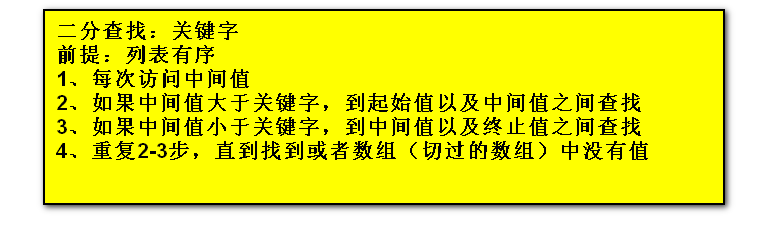 二分查找：关键字
前提：列表有序
1、每次访问中间值
2、如果中间值大于关键字，到起始值以及中间值之间查找
3、如果中间值小于关键字，到中间值以及终止值之间查找
4、重复2-3步，直到找到或者数组（切过的数组）中没有值